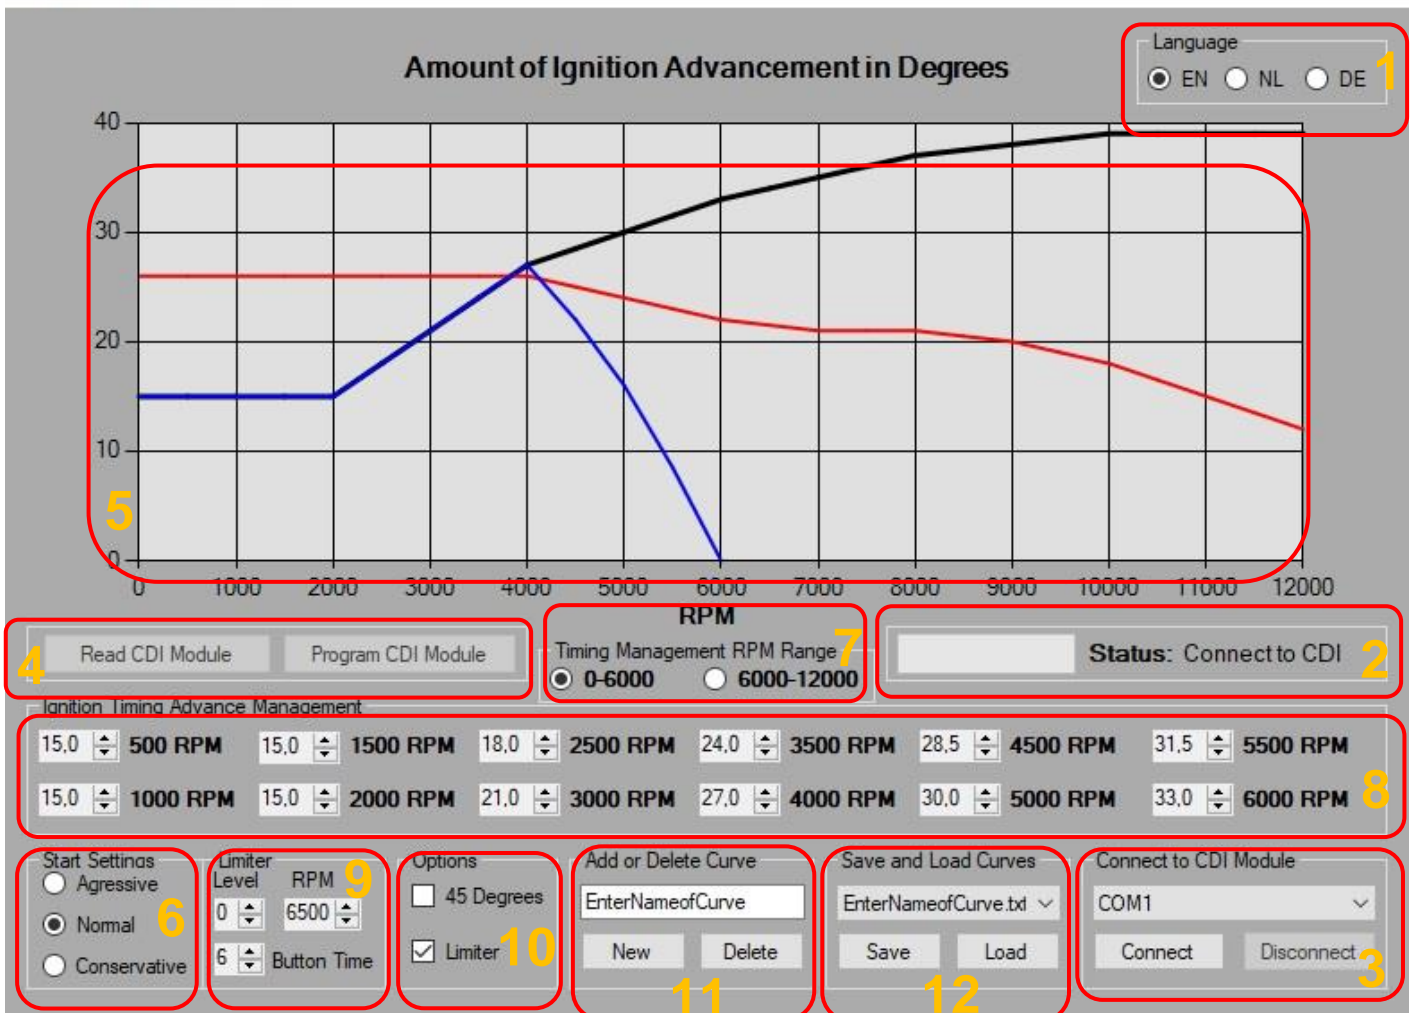 Language
Amount of Ignition Advancement in Degrees
EN NL DE 1
40
30
20
10
5
0
0 1000 2000 3000 4000 5000 6000 7000 8000 9000 10000 11000 12000
RPM
4 Read CDI Module Program CDI Module
Timing Management RPM Range 7
0-6000 6000-12000
Status: Connect to CDI 2
Ignition Timing Advance Management
15,0 500 RPM 15,0 1500 RPM 18,0 2500 RPM 24,0 3500 RPM 28,5 4500 RPM 31,5 5500 RPM
15,0 1000 RPM 15,0 2000 RPM 21,0 3000 RPM 27,0 4000 RPM 30,0 5000 RPM 33,0 6000 RPM
8
Start Settings
Agressive
Normal
Conservative
6
Limiter
Level RPM 9
0 6500
6 Button Time
Options
45 Degrees
Limiter
10
Add or Delete Curve
EnterNameofCurve
New Delete
11
Save and Load Curves
EnterNameofCurve.txt
Save Load
12
Connect to CDI Module
COM1
Connect Disconnect
3